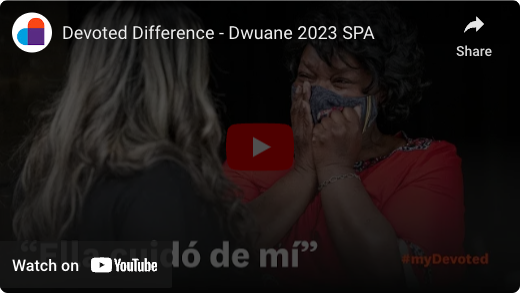 Devoted Difference - Dwuane 2023 SPA
Share
“Ella cuidó de mí”
#myDevoted
Watch on YouTube